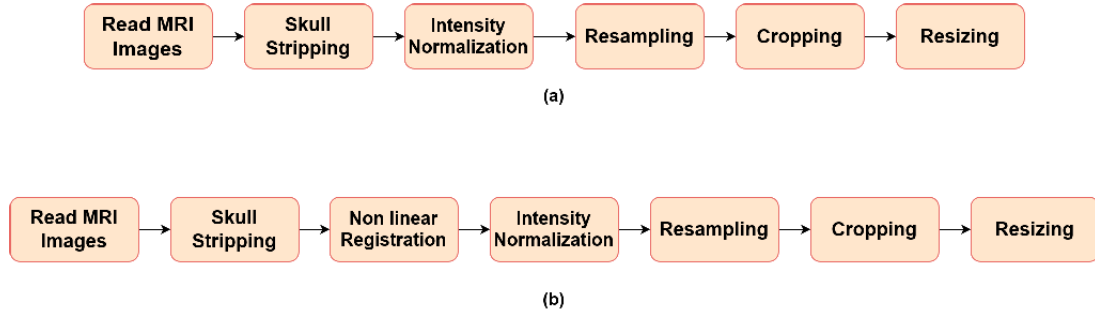 Read MRI
Images
Skull
Stripping
Intensity
Normalization
Resampling
Cropping
Resizing
(a)
Read MRI
Images
Skull
Stripping
Non linear
Registration
Intensity
Normalization
Resampling
Cropping
Resizing
(b)